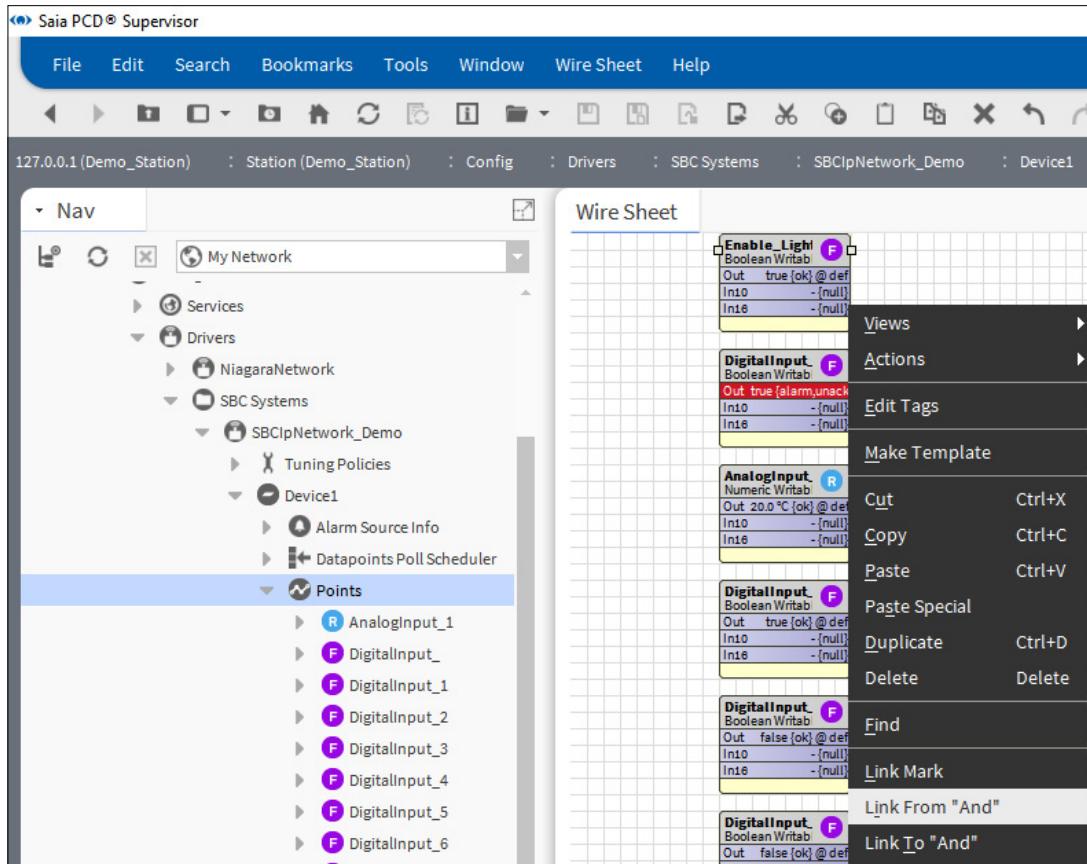 Saia PCD® Supervisor
File Edit Search Bookmarks Tools Window Wire Sheet Help
127.0.0.1 (Demo_Station) : Station (Demo_Station) : Config : Drivers : SBC Systems : SBCIpNetwork_Demo : Device1
Nav
My Network
Services
Drivers
NiagaraNetwork
SBC Systems
SBCIpNetwork_Demo
Tuning Policies
Device1
Alarm Source Info
Datapoints Poll Scheduler
Points
R AnalogInput_1
F DigitalInput_
F DigitalInput_1
F DigitalInput_2
F DigitalInput_3
F DigitalInput_4
F DigitalInput_5
F DigitalInput_6
Wire Sheet
Enable_Light F
Boolean Writab
Out true {ok} @ def
In10 - {null}
In16 - {null}
DigitalInput_ F
Boolean Writab
Out true {alarm,unack
In10 - {null}
In16 - {null}
AnalogInput_ R
Numeric Writab
Out 20.0 °C {ok} @ def
In10 - {null}
In16 - {null}
DigitalInput_ F
Boolean Writab
Out true {ok} @ def
In10 - {null}
In16 - {null}
DigitalInput_ F
Boolean Writab
Out false {ok} @ def
In10 - {null}
In16 - {null}
DigitalInput_ F
Boolean Writab
Out false {ok} @ def
Views
Actions
Edit Tags
Make Template
Cut Ctrl+X
Copy Ctrl+C
Paste Ctrl+V
Paste Special
Duplicate Ctrl+D
Delete Delete
Find
Link Mark
Link From "And"
Link To "And"